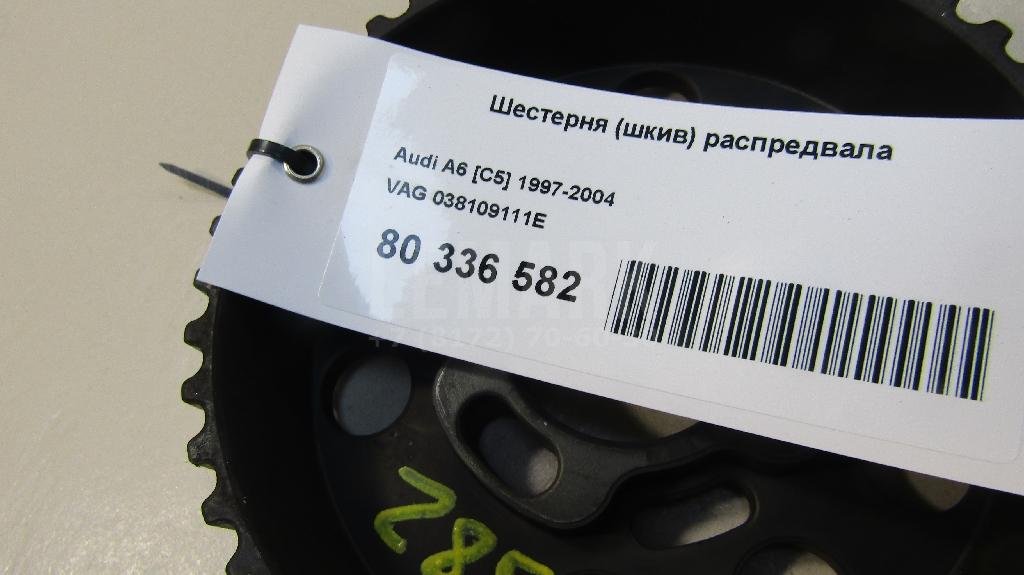 Шестерня (шкив) распредвала
Audi A6 [C5] 1997-2004
VAG 038109111E
80 336 582